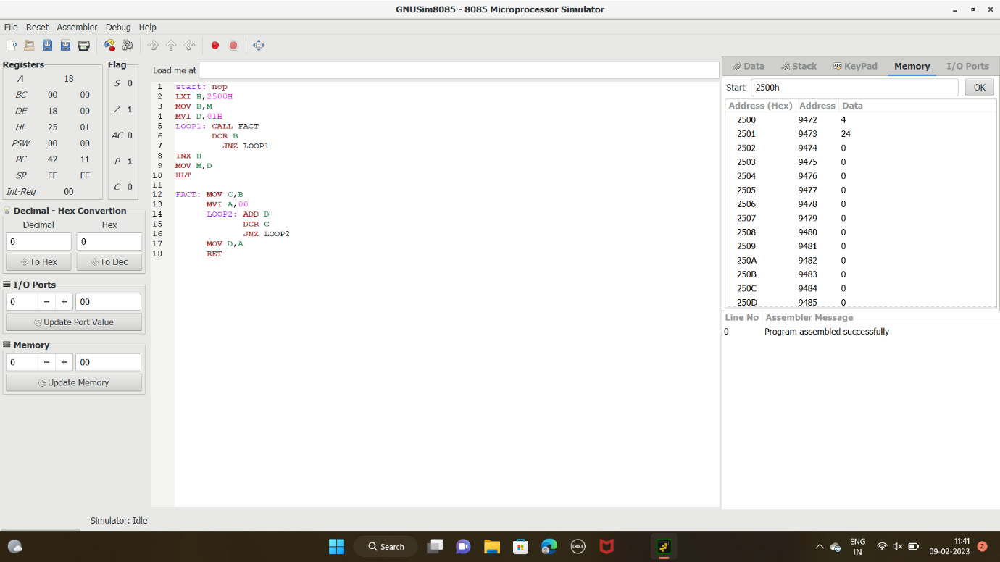 GNUSim8085 - 8085 Microprocessor Simulator
File Reset Assembler Debug Help
Registers
A 18
BC 00 00
DE 18 00
HL 25 01
PSW 00 00
PC 42 11
SP FF FF
Int-Reg 00
Flag
S 0
Z 1
AC 0
P 1
C 0
Decimal - Hex Convertion
Decimal Hex
0 0
To Hex To Dec
I/O Ports
0 − + 00
Update Port Value
Memory
0 − + 00
Update Memory
Load me at
1 start: nop
2 LXI H,2500H
3 MOV B,M
4 MVI D,01H
5 LOOP1: CALL FACT
6 DCR B
7 JNZ LOOP1
8 INX H
9 MOV M,D
10 HLT
11
12 FACT: MOV C,B
13 MVI A,00
14 LOOP2: ADD D
15 DCR C
16 JNZ LOOP2
17 MOV D,A
18 RET
Data Stack Abc KeyPad Memory I/O Ports
Start 2500h OK
Address (Hex) Address Data
2500 9472 4
2501 9473 24
2502 9474 0
2503 9475 0
2504 9476 0
2505 9477 0
2506 9478 0
2507 9479 0
2508 9480 0
2509 9481 0
250A 9482 0
250B 9483 0
250C 9484 0
250D 9485 0
Line No Assembler Message
0 Program assembled successfully
Simulator: Idle
Search
DELL
ENG
IN
11:41
09-02-2023
2